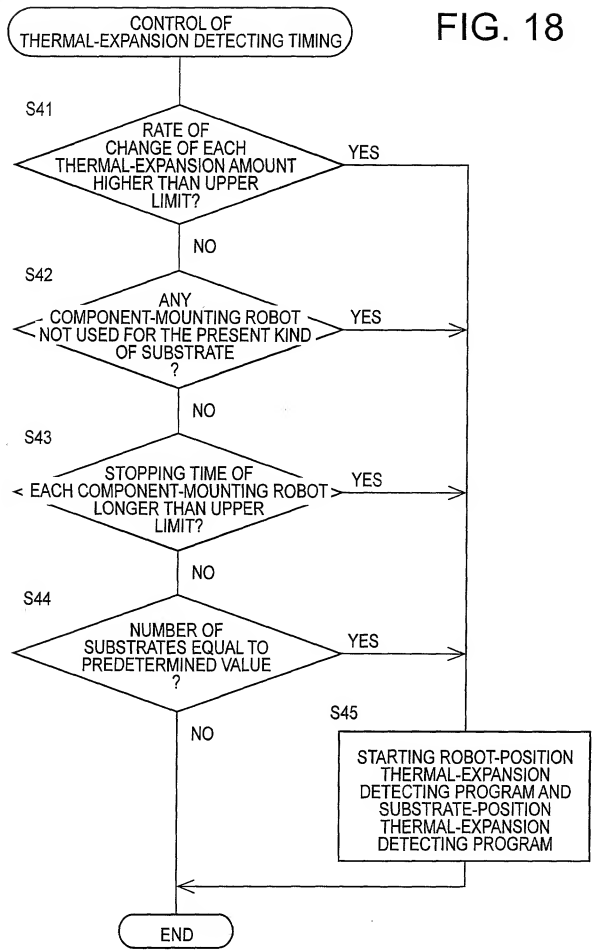 CONTROL OF
THERMAL-EXPANSION DETECTING TIMING
FIG. 18
S41
RATE OF
CHANGE OF EACH
THERMAL-EXPANSION AMOUNT
HIGHER THAN UPPER
LIMIT?
YES
NO
S42
ANY
COMPONENT-MOUNTING ROBOT
NOT USED FOR THE PRESENT KIND
OF SUBSTRATE
?
YES
NO
S43
STOPPING TIME OF
EACH COMPONENT-MOUNTING ROBOT
LONGER THAN UPPER
LIMIT?
YES
NO
S44
NUMBER OF
SUBSTRATES EQUAL TO
PREDETERMINED VALUE
?
YES
NO
S45
STARTING ROBOT-POSITION
THERMAL-EXPANSION
DETECTING PROGRAM AND
SUBSTRATE-POSITION
THERMAL-EXPANSION
DETECTING PROGRAM
END